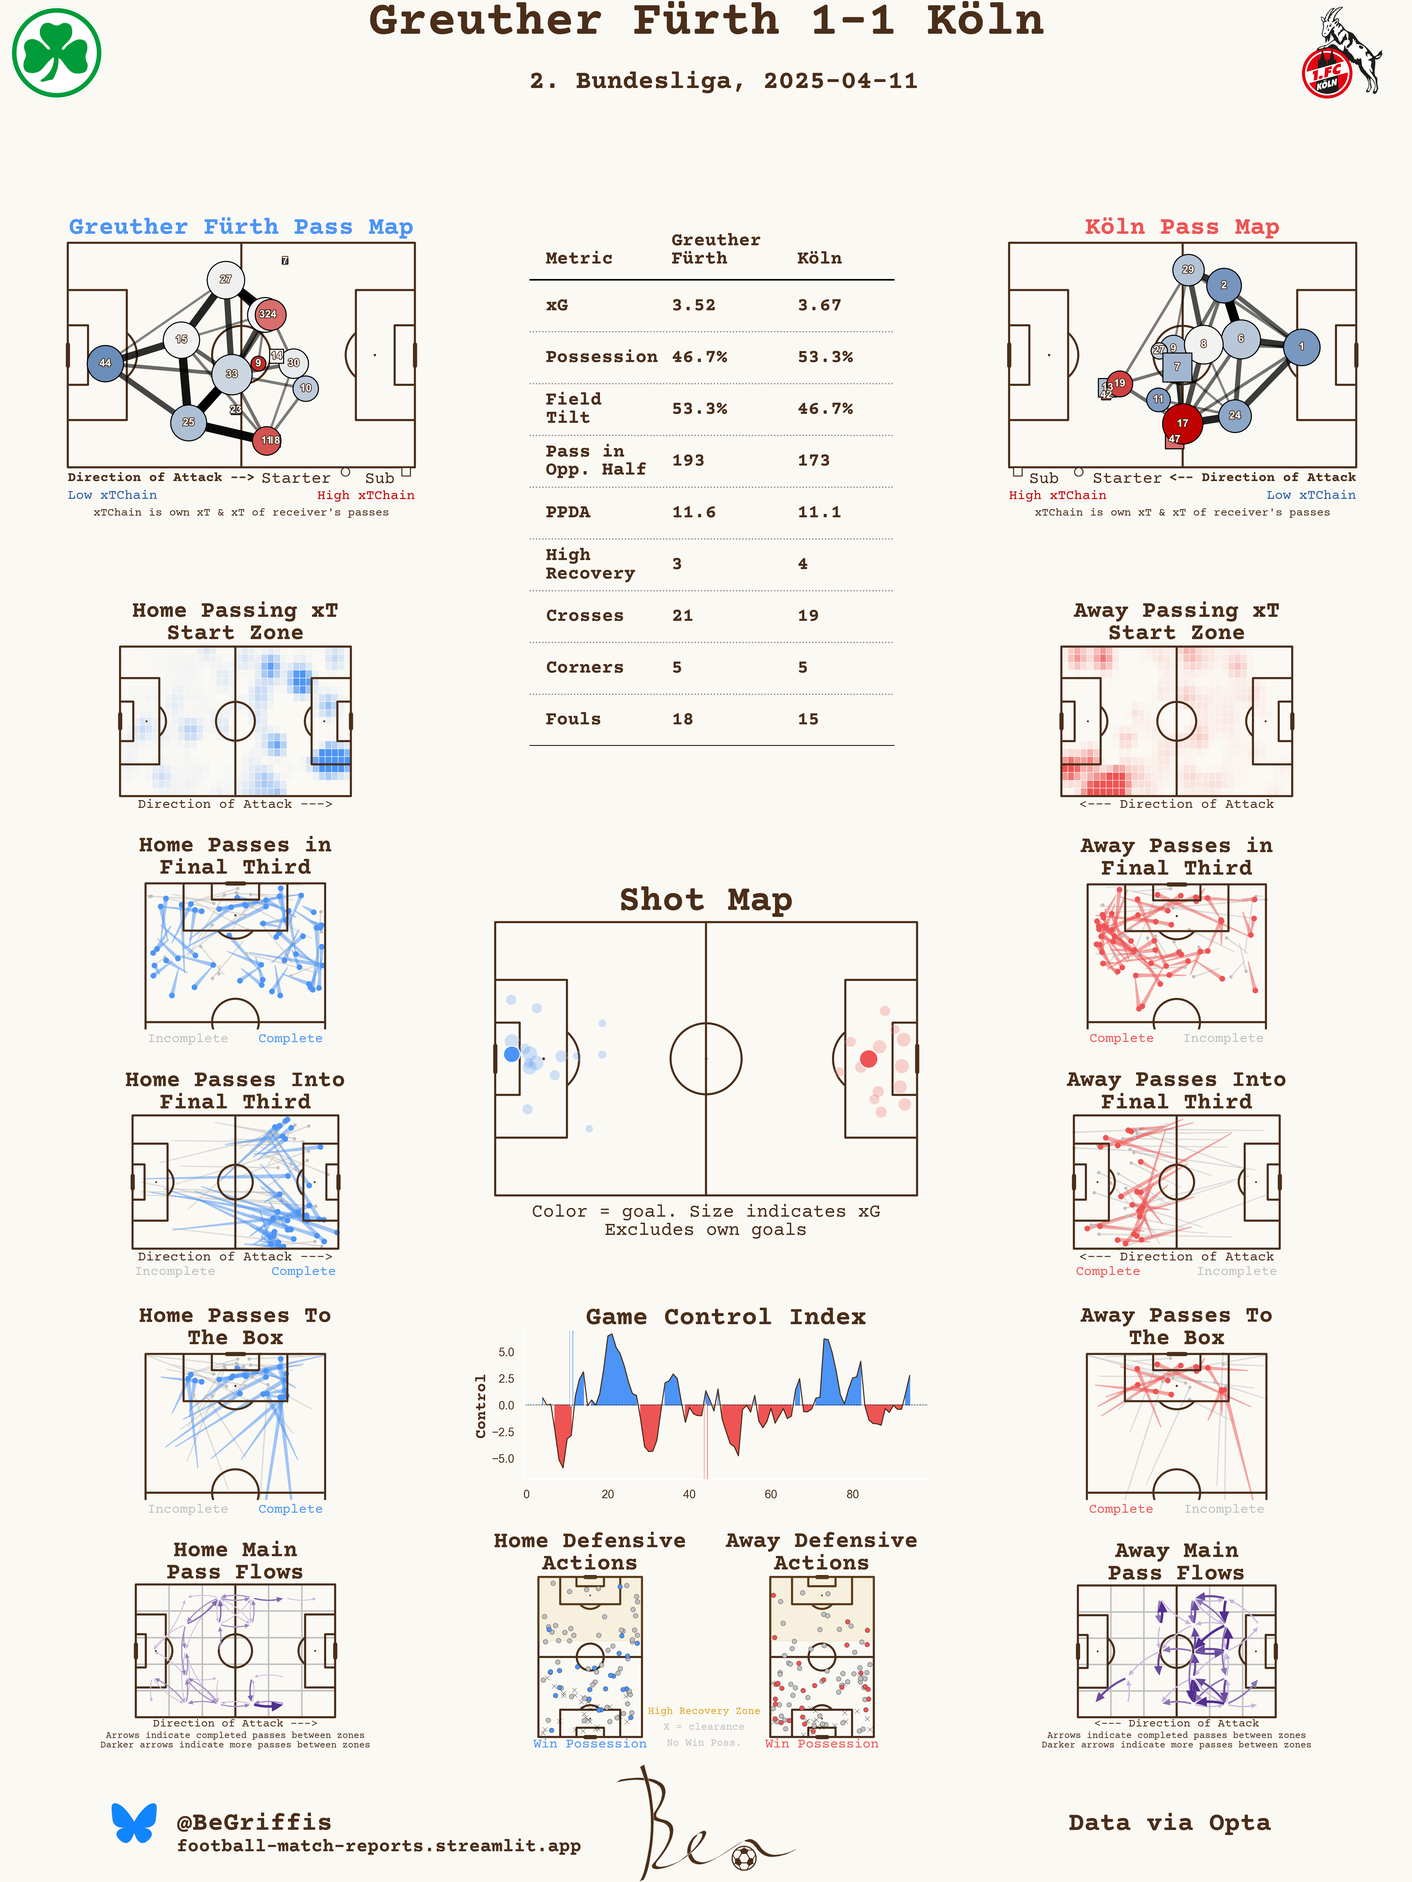 Greuther Fürth 1-1 Köln
2. Bundesliga, 2025-04-11
1.FC
KÖLN
Greuther Fürth Pass Map
7
27
324
15
14
9
30
44
33
10
23
25
1118
Direction of Attack --> Starter Sub
Low xTChain High xTChain
xTChain is own xT & xT of receiver's passes
Metric Greuther Fürth Köln
xG 3.52 3.67
Possession 46.7% 53.3%
Field Tilt 53.3% 46.7%
Pass in Opp. Half 193 173
PPDA 11.6 11.1
High Recovery 3 4
Crosses 21 19
Corners 5 5
Fouls 18 15
Köln Pass Map
29
2
6
8
9
27
1
7
19
13
42
11
17
24
47
Sub Starter <-- Direction of Attack
High xTChain Low xTChain
xTChain is own xT & xT of receiver's passes
Home Passing xT
Start Zone
Direction of Attack --->
Away Passing xT
Start Zone
<--- Direction of Attack
Home Passes in
Final Third
Incomplete Complete
Away Passes in
Final Third
Complete Incomplete
Shot Map
Color = goal. Size indicates xG
Excludes own goals
Home Passes Into
Final Third
Direction of Attack --->
Incomplete Complete
Away Passes Into
Final Third
<--- Direction of Attack
Complete Incomplete
Home Passes To
The Box
Incomplete Complete
Game Control Index
Control
5.0
2.5
0.0
−2.5
−5.0
0 20 40 60 80
Away Passes To
The Box
Complete Incomplete
Home Main
Pass Flows
Direction of Attack --->
Arrows indicate completed passes between zones
Darker arrows indicate more passes between zones
Home Defensive
Actions
Win Possession
High Recovery Zone
X = clearance
No Win Poss.
Away Defensive
Actions
Win Possession
Away Main
Pass Flows
<--- Direction of Attack
Arrows indicate completed passes between zones
Darker arrows indicate more passes between zones
@BeGriffis
football-match-reports.streamlit.app
Ben
Data via Opta